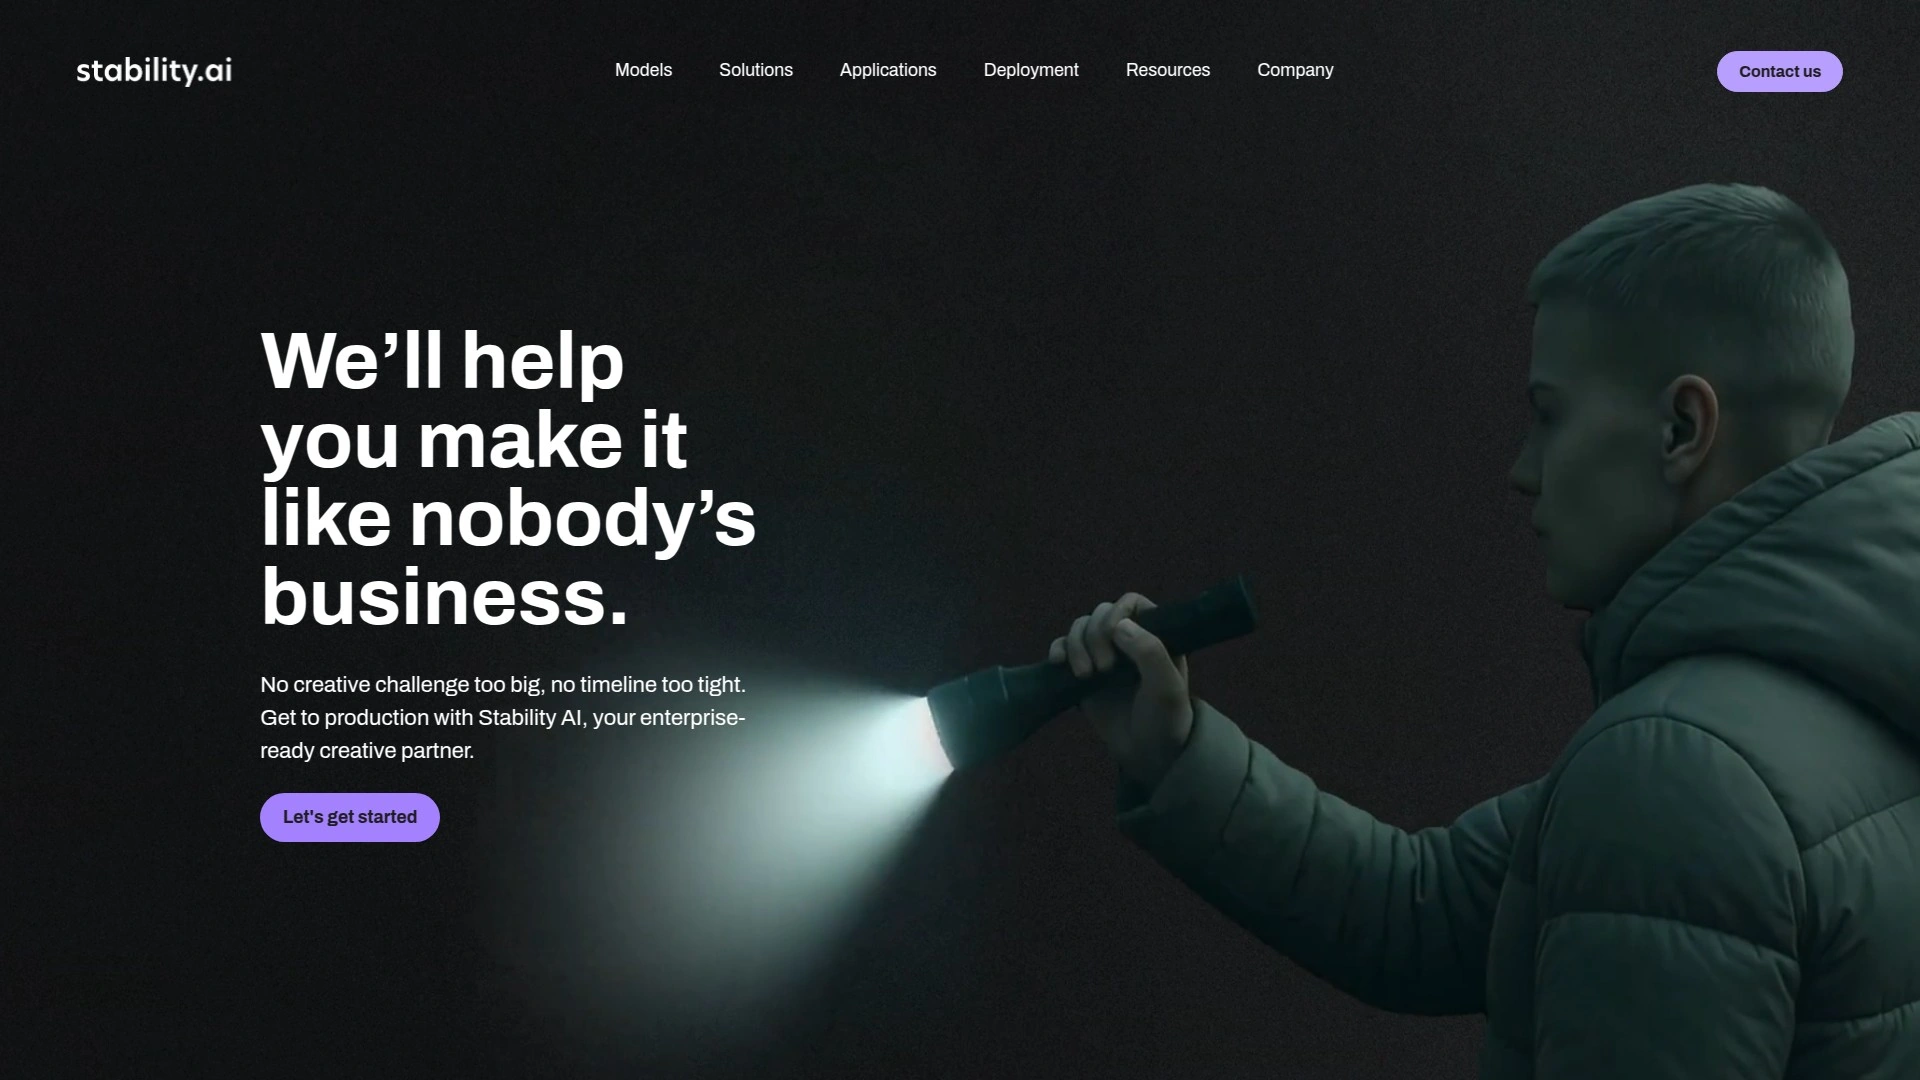 stability.ai
Models
Solutions
Applications
Deployment
Resources
Company
Contact us
We’ll help
you make it
like nobody’s
business.
No creative challenge too big, no timeline too tight.
Get to production with Stability AI, your enterprise-
ready creative partner.
Let's get started